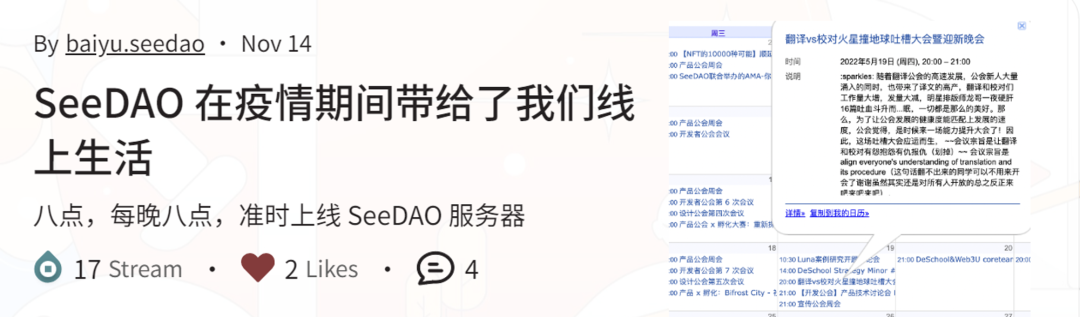 By baiyu.seedao · Nov 14
SeeDAO 在疫情期间带给了我们线
上生活
八点，每晚八点，准时上线 SeeDAO 服务器
17 Stream · 2 Likes · 4
周三
:00 【NFT的10000种可能】顺延
:00 产品公会周会
:00 SeeDAO联会举办的AMA-你
:00 产品公会周会
:00 开发者公会会议
:00 产品公会周会
:00 开发者公会第 6 次会议
:00 设计公会第四次会议
:00 产品公会 x 孵化大赛：重新
翻译vs校对火星撞地球吐槽大会暨迎新晚会
时间 2022年5月19日 (周四), 20:00 – 21:00
说明 :sparkles: 随着翻译公会的高速发展，公会新人大量
涌入的同时，也带来了译文的高产，翻译和校对们
工作量大增，发量大减，明星排版师龙哥一夜硬肝
16篇吐血斗升而...眠，一切都是那么的美好。那
么，为了让公会发展的健康度能匹配上发展的进
度，公会觉得，是时候来一场能力提升大会了！因
此，这场吐槽大会应运而生， ~~会议宗旨是让翻译
和校对有怨抱怨有仇报仇（划掉）~~ 会议宗旨是
align everyone's understanding of translation and
its procedure（这句话翻不出来的同学可以不用来开
会了谢谢虽然其实还是对所有人开放的总之反正来
吧来吧来吧）
详情» 复制到我的日历»
18 19 20
:00 产品公会周会
:00 开发者公会第 7 次会议
:00 设计公会第五次会议
:00 产品 x 孵化：Bifrost City -
10:30 Luna案例研究开
14:00 DeSchool Strategy Minor
20:00 翻译vs校对火星撞地球吐槽大会
21:00 【开发公会】产品技术讨论会
21:00 宣传公会周会
21:00 DeSchool&Web3U coretear
20:00
25 26 27